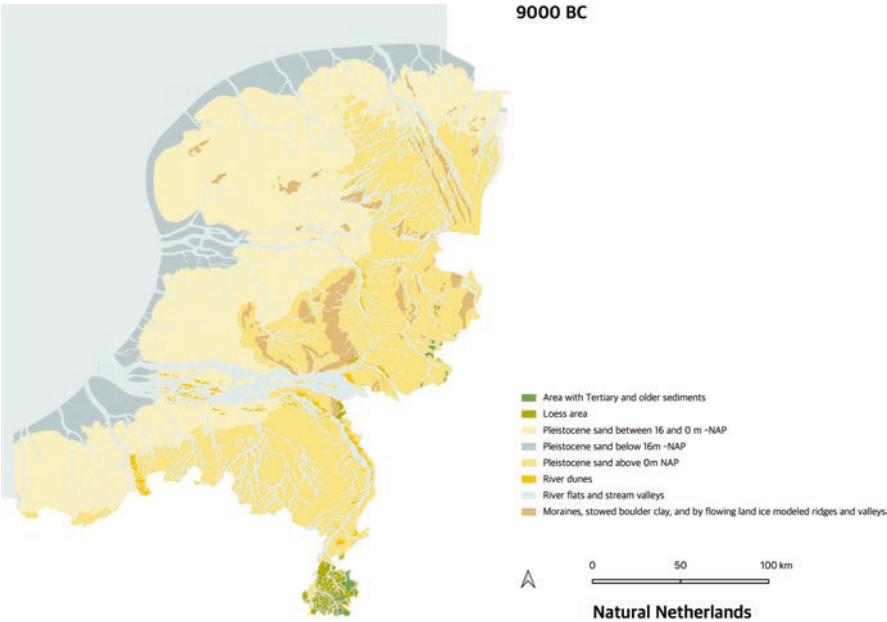 9000 BC
Area with Tertiary and older sediments
Loess area
Pleistocene sand between 16 and 0 m -NAP
Pleistocene sand below 16m -NAP
Pleistocene sand above 0m NAP
River dunes
River flats and stream valleys
Moraines, stowed boulder clay, and by flowing land ice modeled ridges and valleys.
0 50 100 km
Natural Netherlands